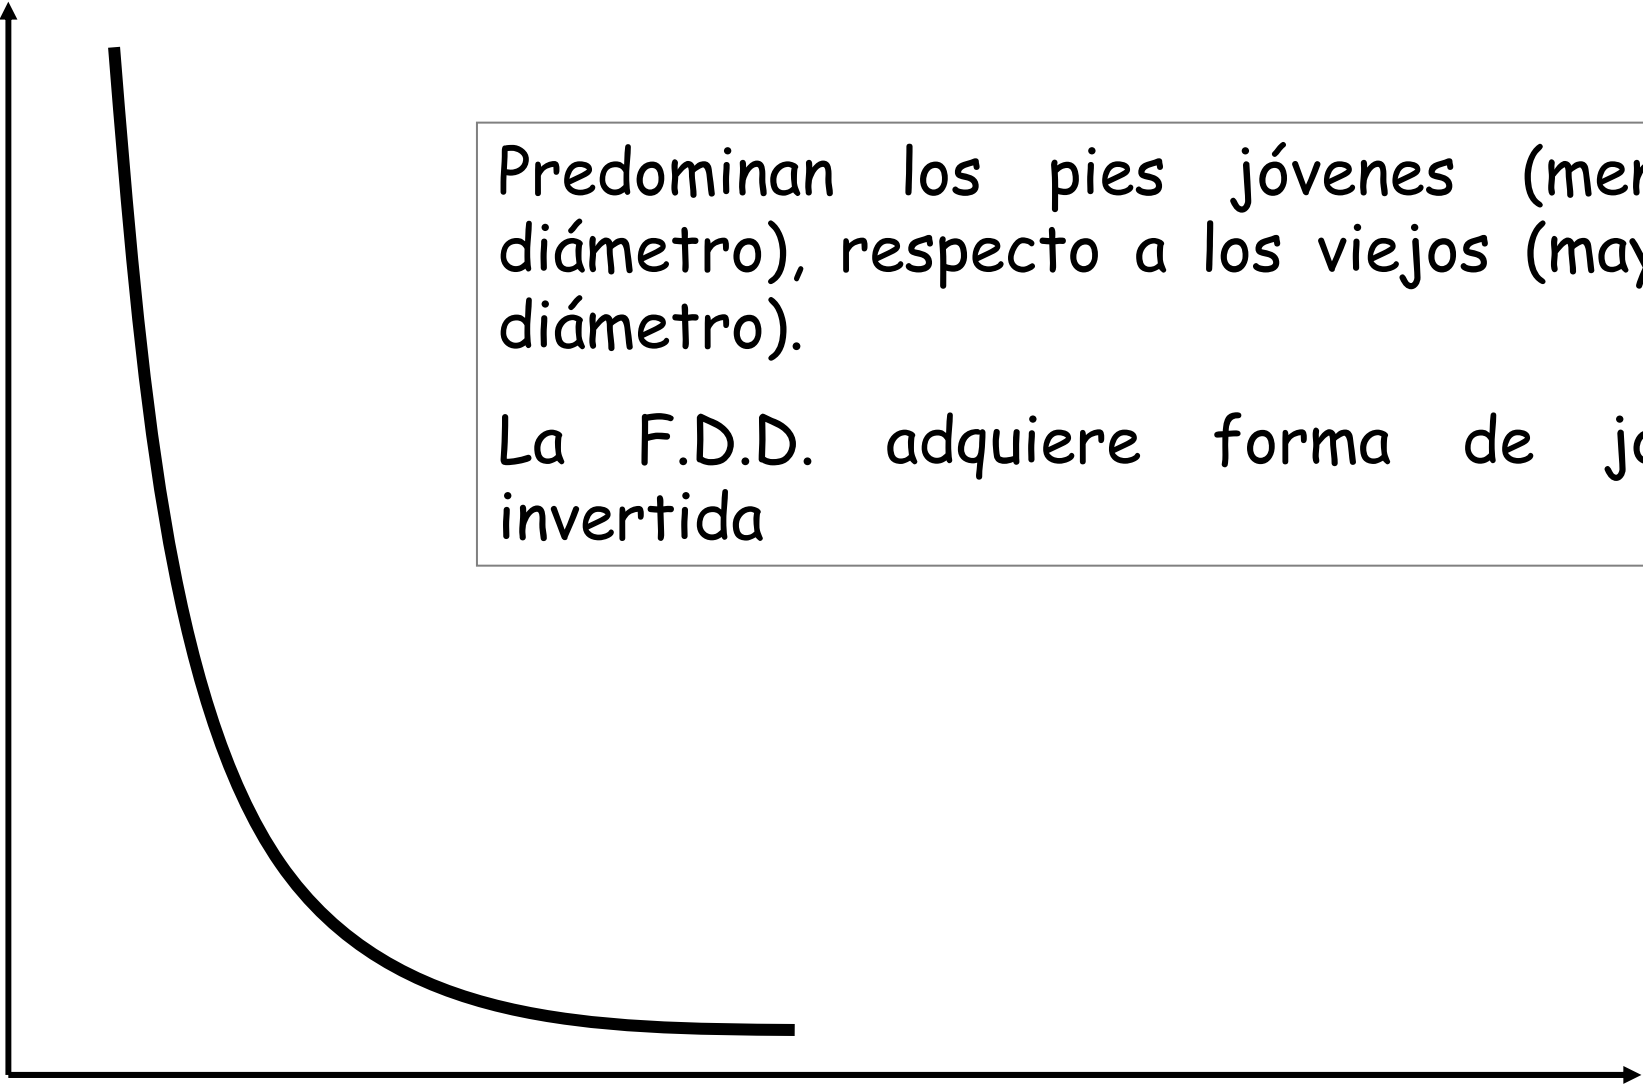 Predominan los pies jóvenes
diámetro), respecto a los viejos
diámetro).
La F.D.D. adquiere forma de
invertida